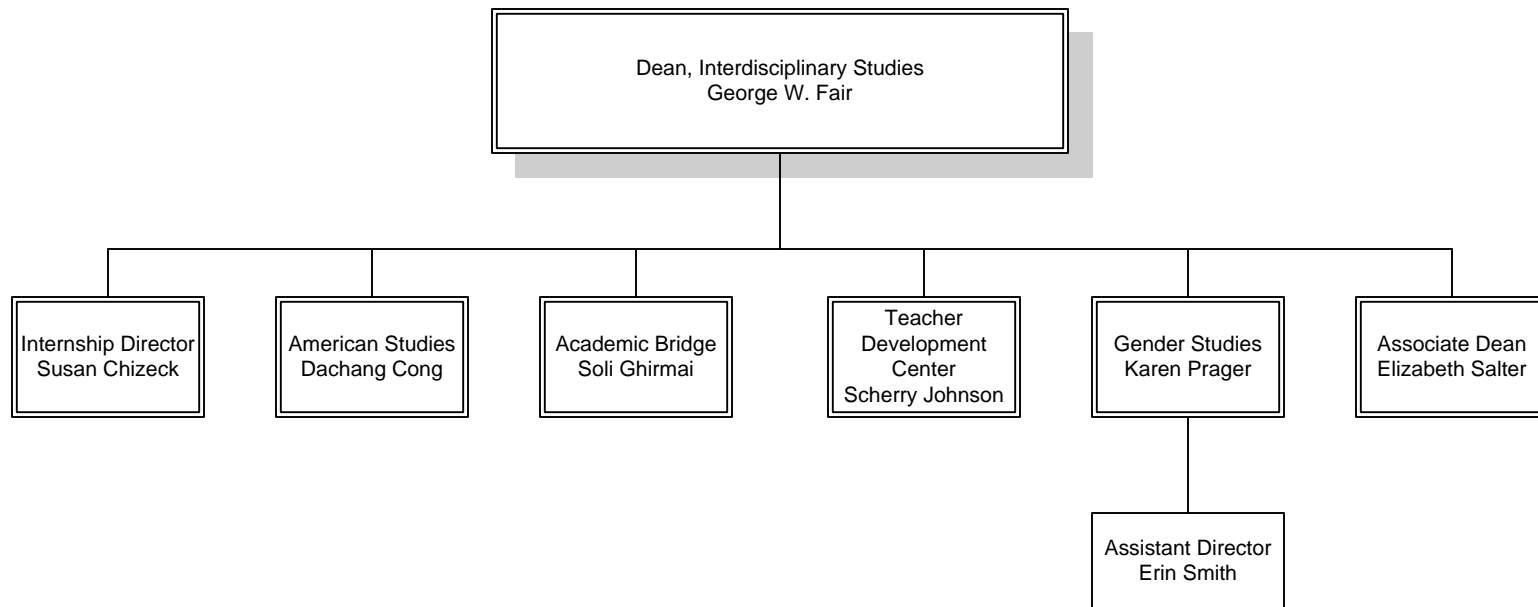 Dean, Interdisciplinary Studies
George W. Fair
Internship Director
Susan Chizeck
American Studies
Dachang Cong
Academic Bridge
Soli Ghirmai
Teacher
Development
Center
Scherry Johnson
Gender Studies
Karen Prager
Associate Dean
Elizabeth Salter
Assistant Director
Erin Smith